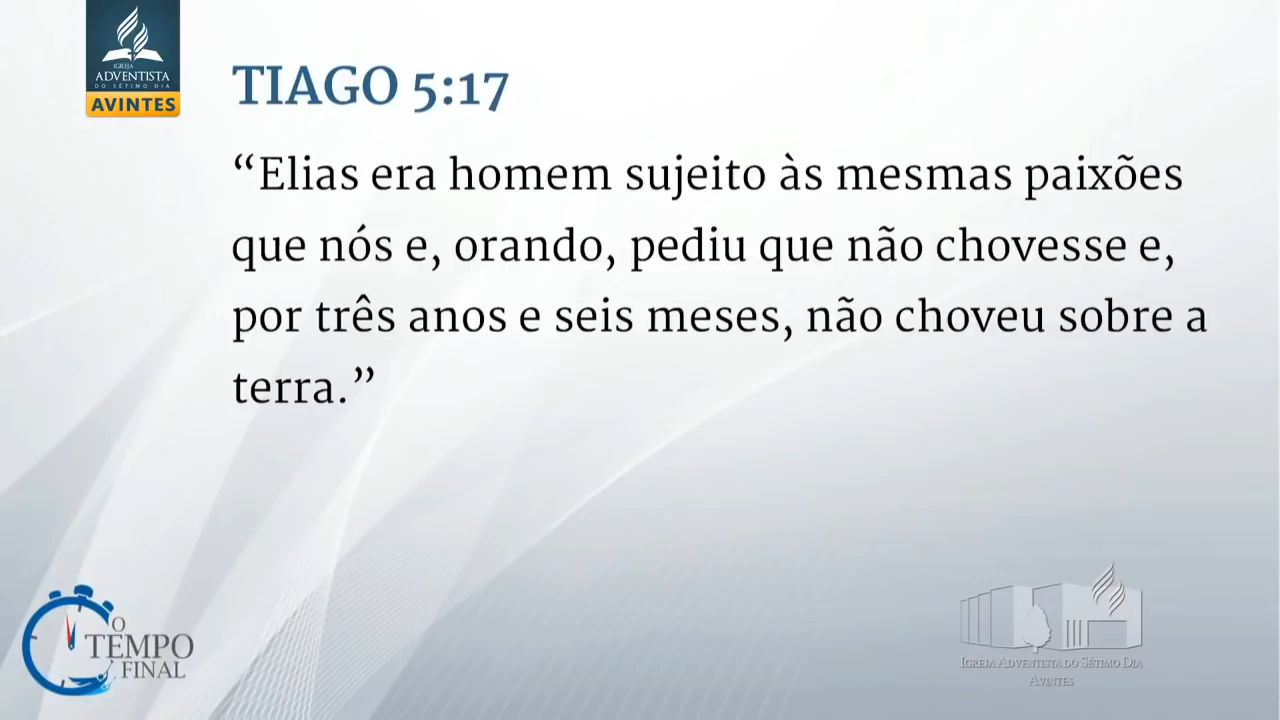 IGREJA
ADVENTISTA
DO SÉTIMO DIA
AVINTES
TIAGO 5:17
“Elias era homem sujeito às mesmas paixões
que nós e, orando, pediu que não chovesse e,
por três anos e seis meses, não choveu sobre a
terra.”
O
TEMPO
FINAL
IGREJA ADVENTISTA DO SÉTIMO DIA
AVINTES